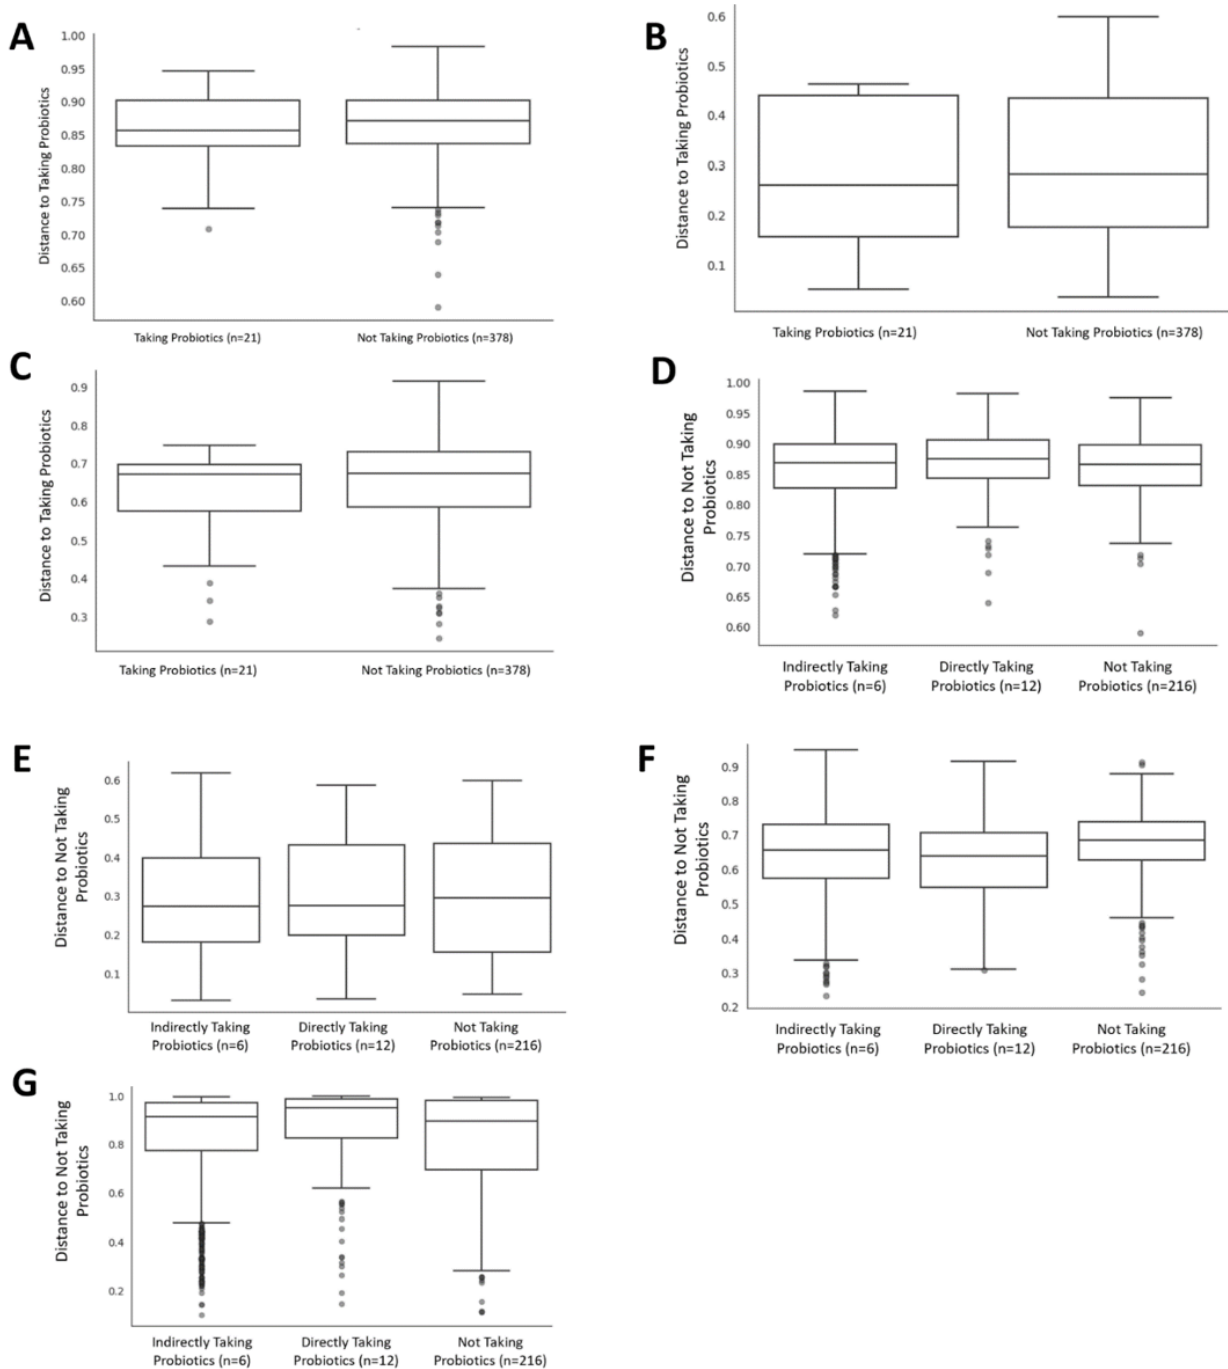 A
Distance to Taking Probiotics
1.00
0.95
0.90
0.85
0.80
0.75
0.70
0.65
0.60
Taking Probiotics (n=21)
Not Taking Probiotics (n=378)
B
Distance to Taking Probiotics
0.6
0.5
0.4
0.3
0.2
0.1
Taking Probiotics (n=21)
Not Taking Probiotics (n=378)
C
Distance to Taking Probiotics
0.9
0.8
0.7
0.6
0.5
0.4
0.3
Taking Probiotics (n=21)
Not Taking Probiotics (n=378)
D
Distance to Not Taking
Probiotics
1.00
0.95
0.90
0.85
0.80
0.75
0.70
0.65
0.60
Indirectly Taking
Probiotics (n=6)
Directly Taking
Probiotics (n=12)
Not Taking
Probiotics (n=216)
E
Distance to Not Taking
Probiotics
0.6
0.5
0.4
0.3
0.2
0.1
Indirectly Taking
Probiotics (n=6)
Directly Taking
Probiotics (n=12)
Not Taking
Probiotics (n=216)
F
Distance to Not Taking
Probiotics
0.9
0.8
0.7
0.6
0.5
0.4
0.3
0.2
Indirectly Taking
Probiotics (n=6)
Directly Taking
Probiotics (n=12)
Not Taking
Probiotics (n=216)
G
Distance to Not Taking
Probiotics
1.0
0.8
0.6
0.4
0.2
Indirectly Taking
Probiotics (n=6)
Directly Taking
Probiotics (n=12)
Not Taking
Probiotics (n=216)